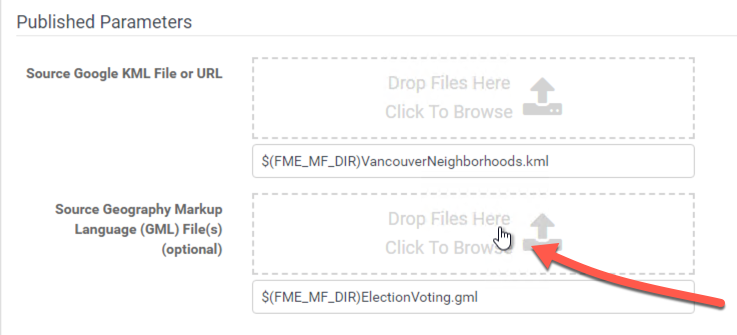 Published Parameters
Source Google KML File or URL
Drop Files Here
Click To Browse
$(FME_MF_DIR)VancouverNeighborhoods.kml
Source Geography Markup
Language (GML) File(s)
(optional)
Drop Files Here
Click To Browse
$(FME_MF_DIR)ElectionVoting.gml